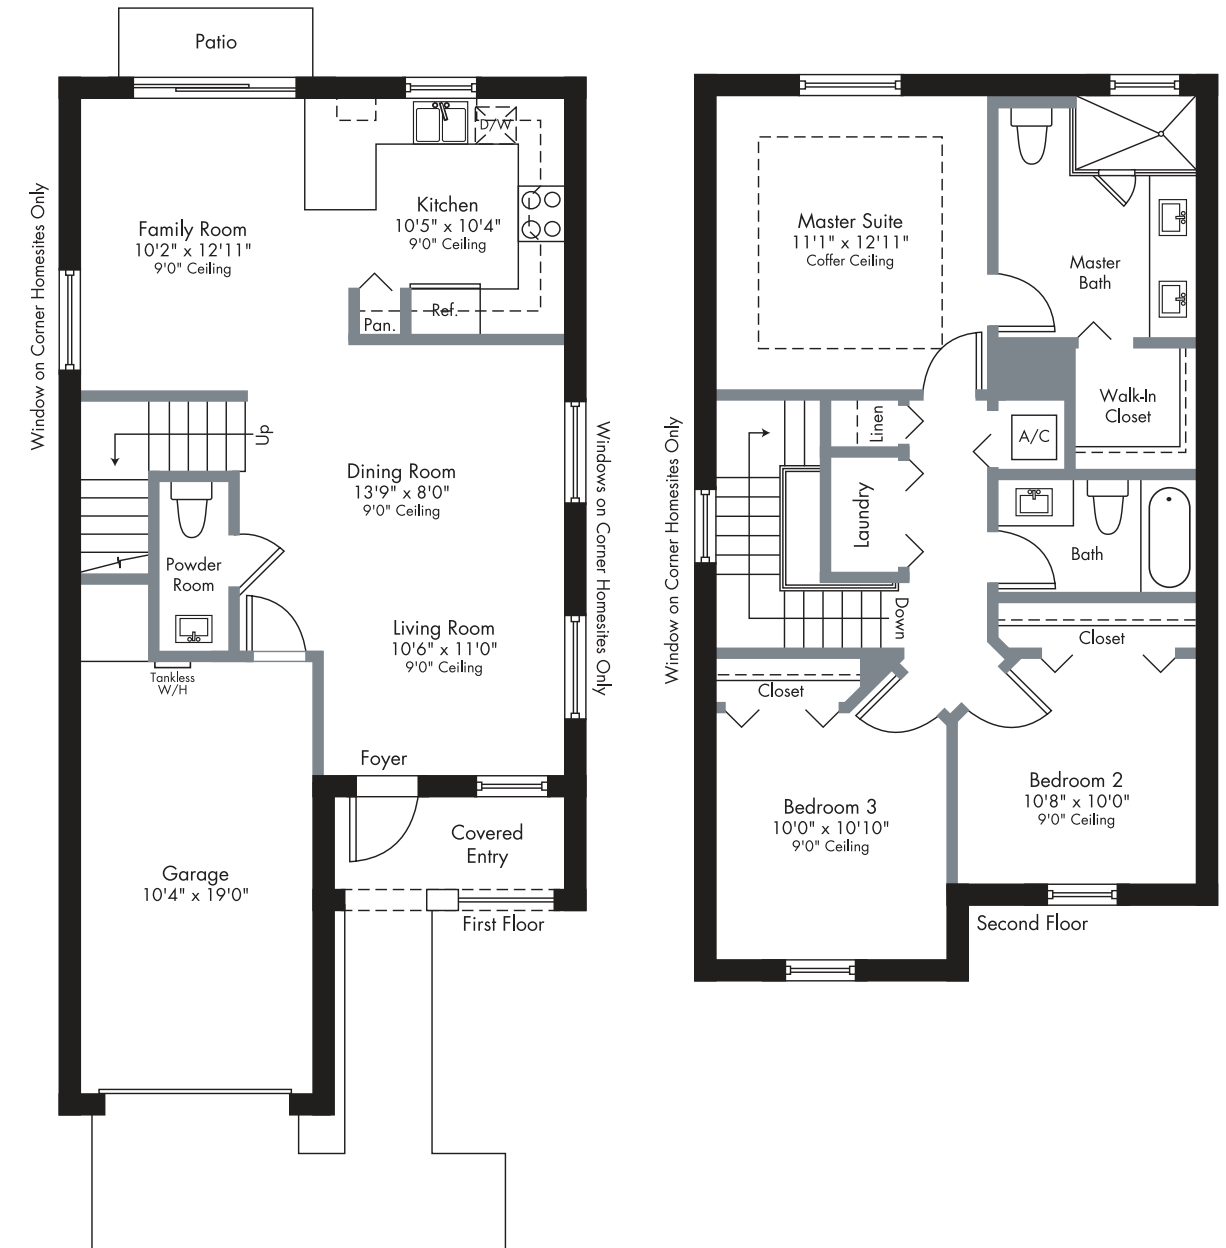 Patio
D/W
Kitchen
10'5" x 10'4"
9'0" Ceiling
Family Room
10'2" x 12'11"
9'0" Ceiling
Window on Corner Homesites Only
Pan.
Ref.
Up
Dining Room
13'9" x 8'0"
9'0" Ceiling
Windows on Corner Homesites Only
Powder
Room
Living Room
10'6" x 11'0"
9'0" Ceiling
Tankless
W/H
Foyer
Covered
Entry
Garage
10'4" x 19'0"
First Floor
Master Suite
11'1" x 12'11"
Coffer Ceiling
Master
Bath
Walk-In
Closet
Linen
A/C
Window on Corner Homesites Only
Laundry
Bath
Down
Closet
Closet
Bedroom 2
10'8" x 10'0"
9'0" Ceiling
Bedroom 3
10'0" x 10'10"
9'0" Ceiling
Second Floor